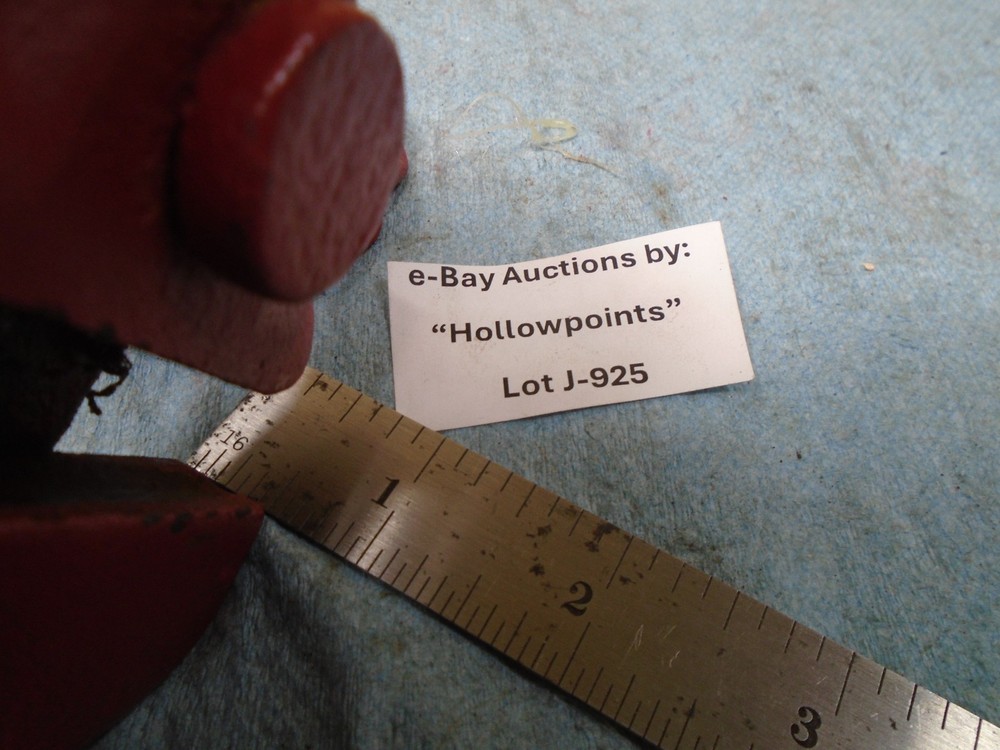 e-Bay Auctions by:
“Hollowpoints”
Lot J-925
16
1
2
3